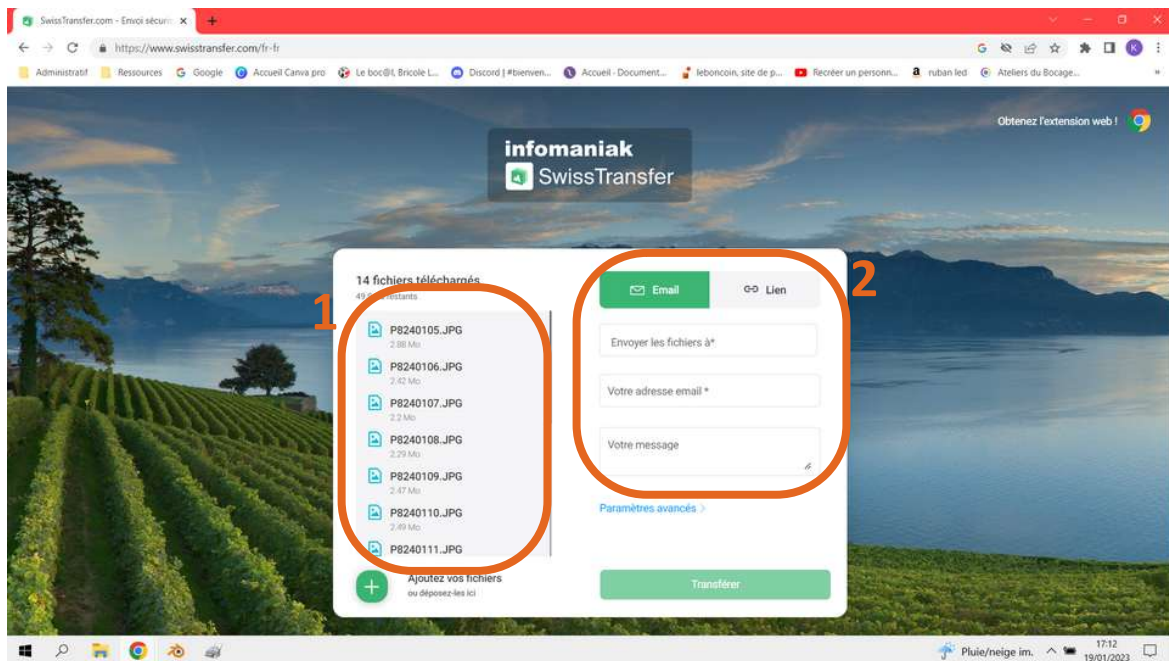 SwissTransfer.com - Envoi sécuri
https://www.swisstransfer.com/fr-fr
Administratif Ressources Google Accueil Canva pro Le boc@l, Bricole L... Discord | #bienven... Accueil - Document... leboncoin, site de p... Recréer un personn... ruban led Ateliers du Bocage... »
Obtenez l'extension web !
infomaniak
SwissTransfer
14 fichiers téléchargés
restants
1
P8240105.JPG
2.88 Mo
P8240106.JPG
2.42 Mo
P8240107.JPG
2.2 Mo
P8240108.JPG
2.29 Mo
P8240109.JPG
2.47 Mo
P8240110.JPG
2.49 Mo
P8240111.JPG
Ajoutez vos fichiers
ou déposez-les ici
2
Email Lien
Envoyer les fichiers à*
Votre adresse email *
Votre message
Paramètres avancés >
Transférer
Pluie/neige im. 17:12
19/01/2023